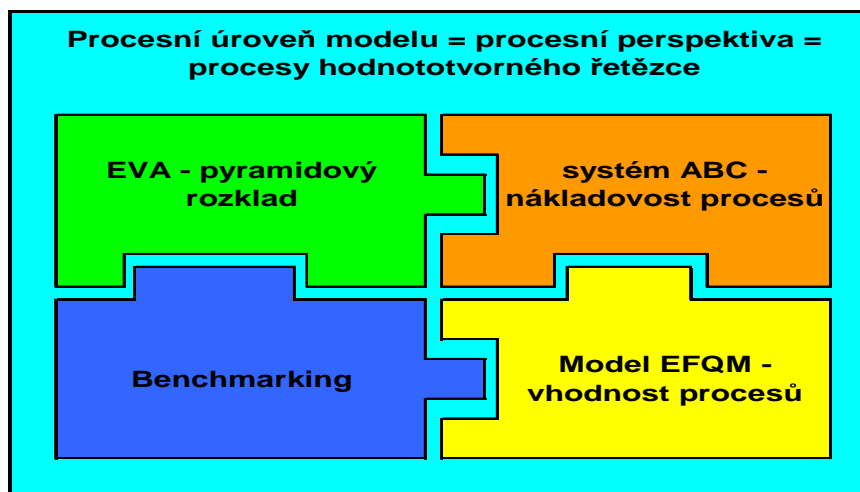 Procesní úroveň modelu = procesní perspektiva =
procesy hodnototvorného řetězce
EVA - pyramidový
rozklad
systém ABC -
nákladovost procesů
Benchmarking
Model EFQM -
vhodnost procesů